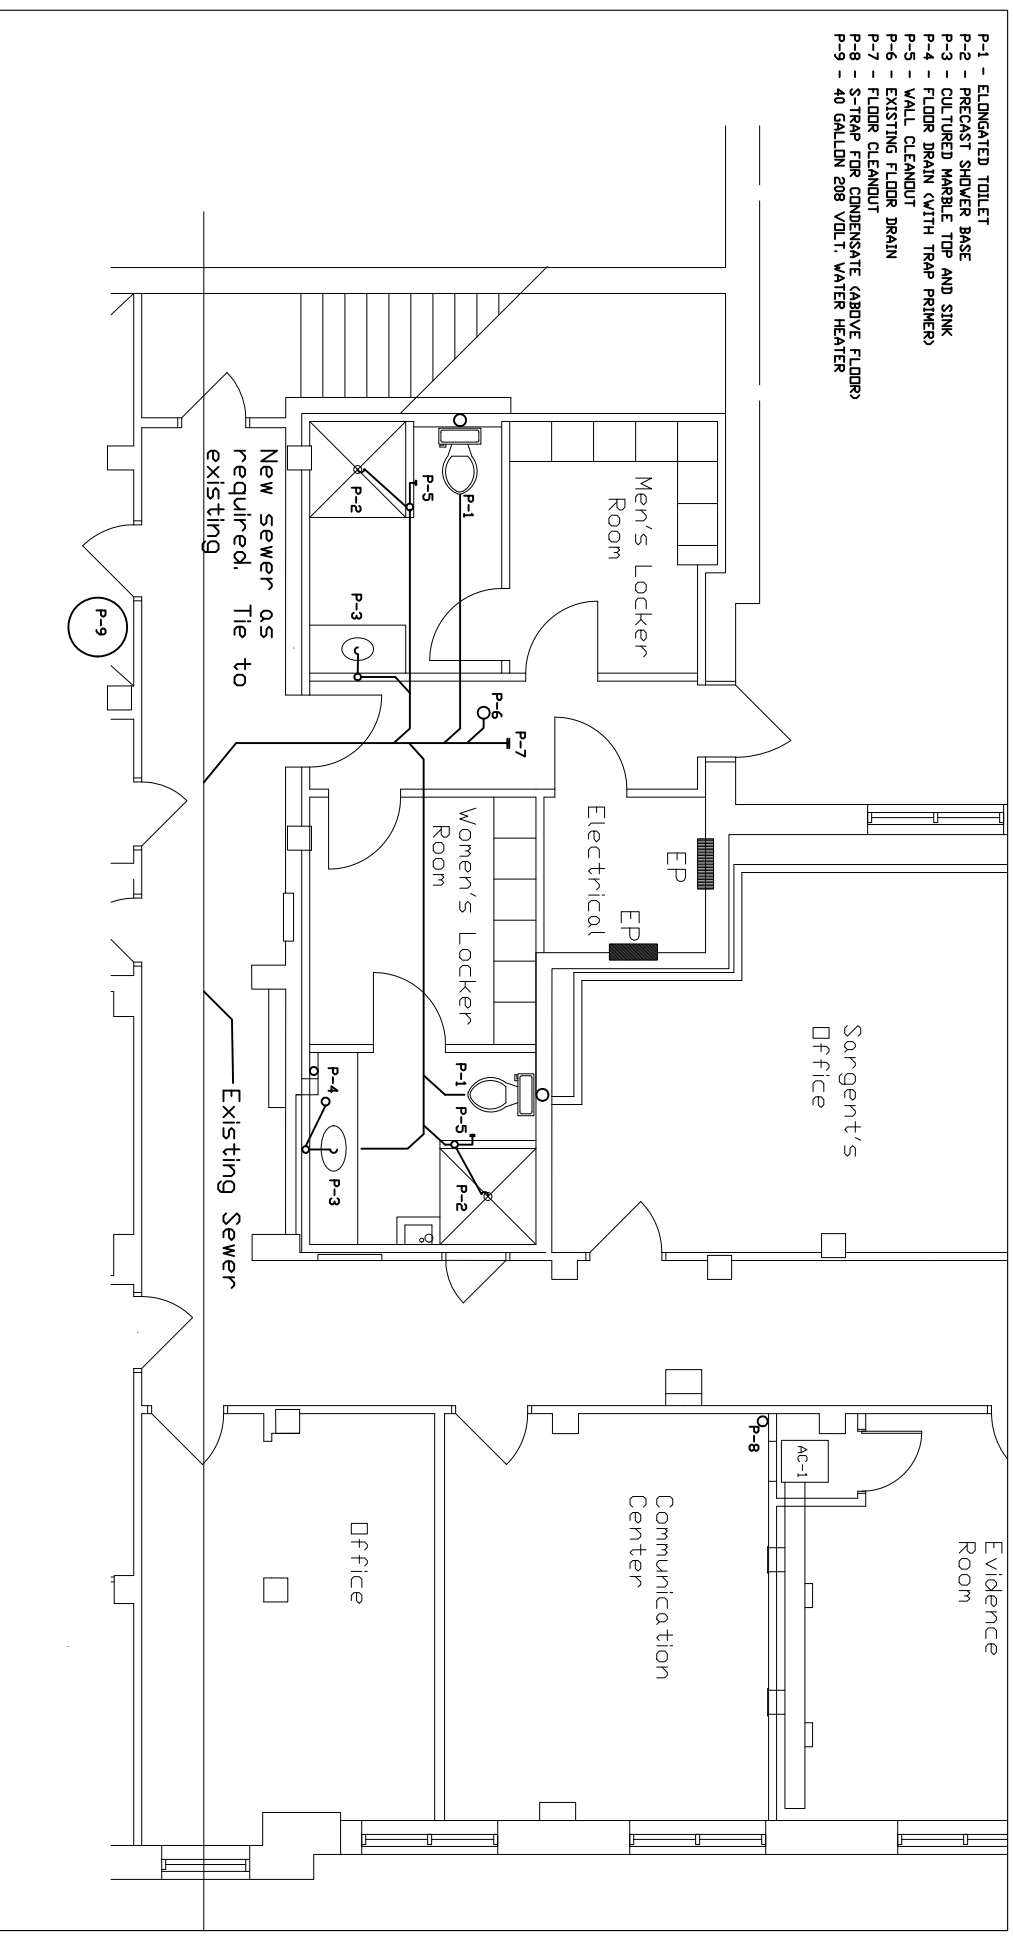 P-1 - ELONGATED TOILET
P-2 - PRECAST SHOWER BASE
P-3 - CULTURED MARBLE TOP AND SINK
P-4 - FLOOR DRAIN (WITH TRAP PRIMER)
P-5 - WALL CLEANOUT
P-6 - EXISTING FLOOR DRAIN
P-7 - FLOOR CLEANOUT
P-8 - S-TRAP FOR CONDENSATE (ABOVE FLOOR)
P-9 - 40 GALLON 208 VOLT. WATER HEATER
Men's Locker
Room
P-1
P-5
P-2
P-3
P-6
P-7
New sewer as
required. Tie to
existing
P-9
Electrical
EP
EP
Women's Locker
Room
Sargent's
Office
P-1
P-5
P-2
P-4
P-3
Existing Sewer
P-8
AC-1
Evidence
Room
Communication
Center
Office